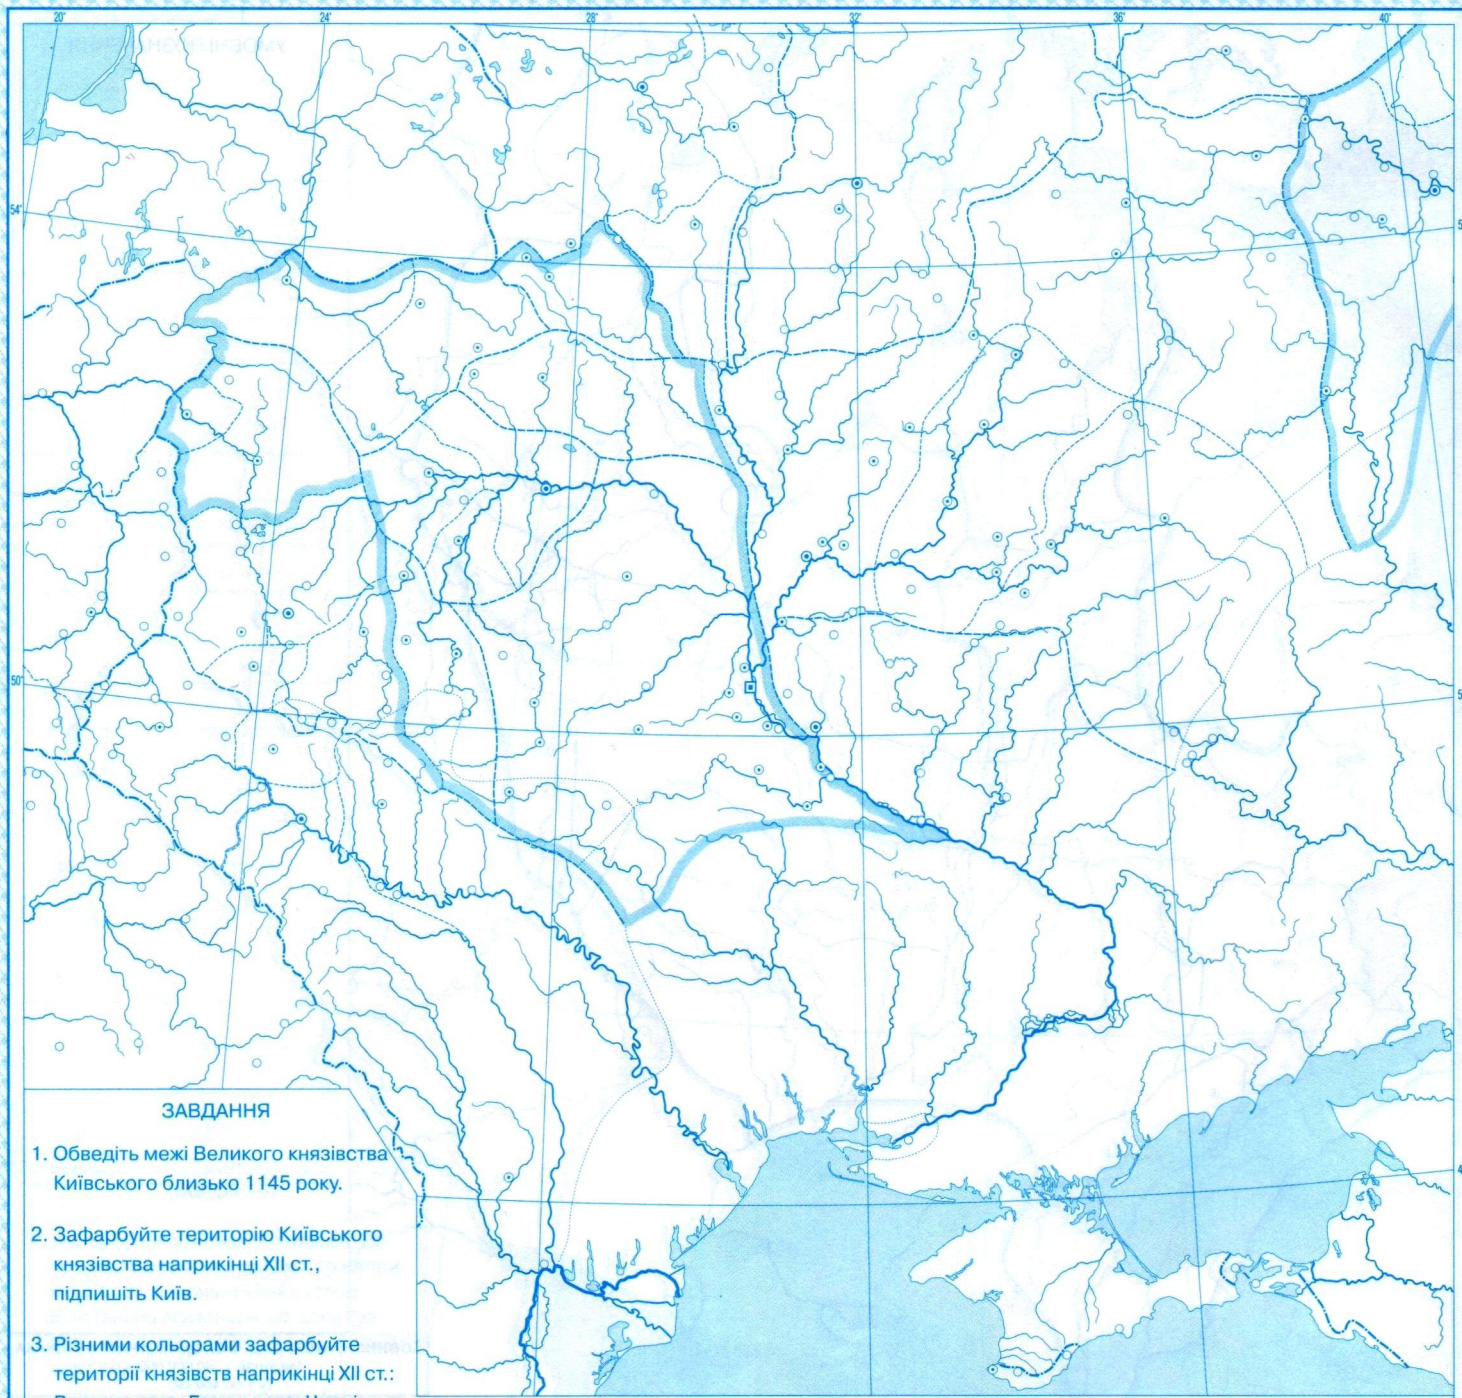 20°
24°
28°
32°
36°
40°
54°
50°
ЗАВДАННЯ
1. Обведіть межі Великого князівства
Київського близько 1145 року.
2. Зафарбуйте територію Київського
князівства наприкінці XII ст.,
підпишіть Київ.
3. Різними кольорами зафарбуйте
території князівств наприкінці XII ст.: